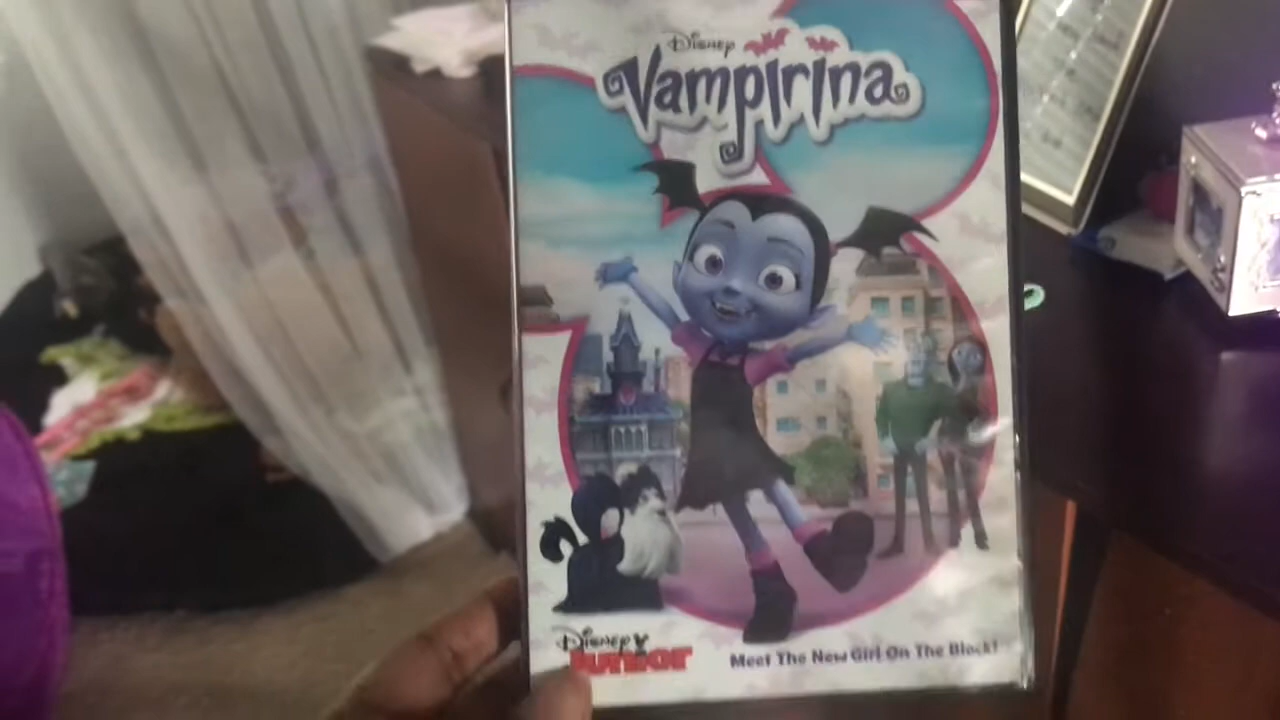 Disney
Vampirina
Disney
Junior
Meet The New Girl On The Block!